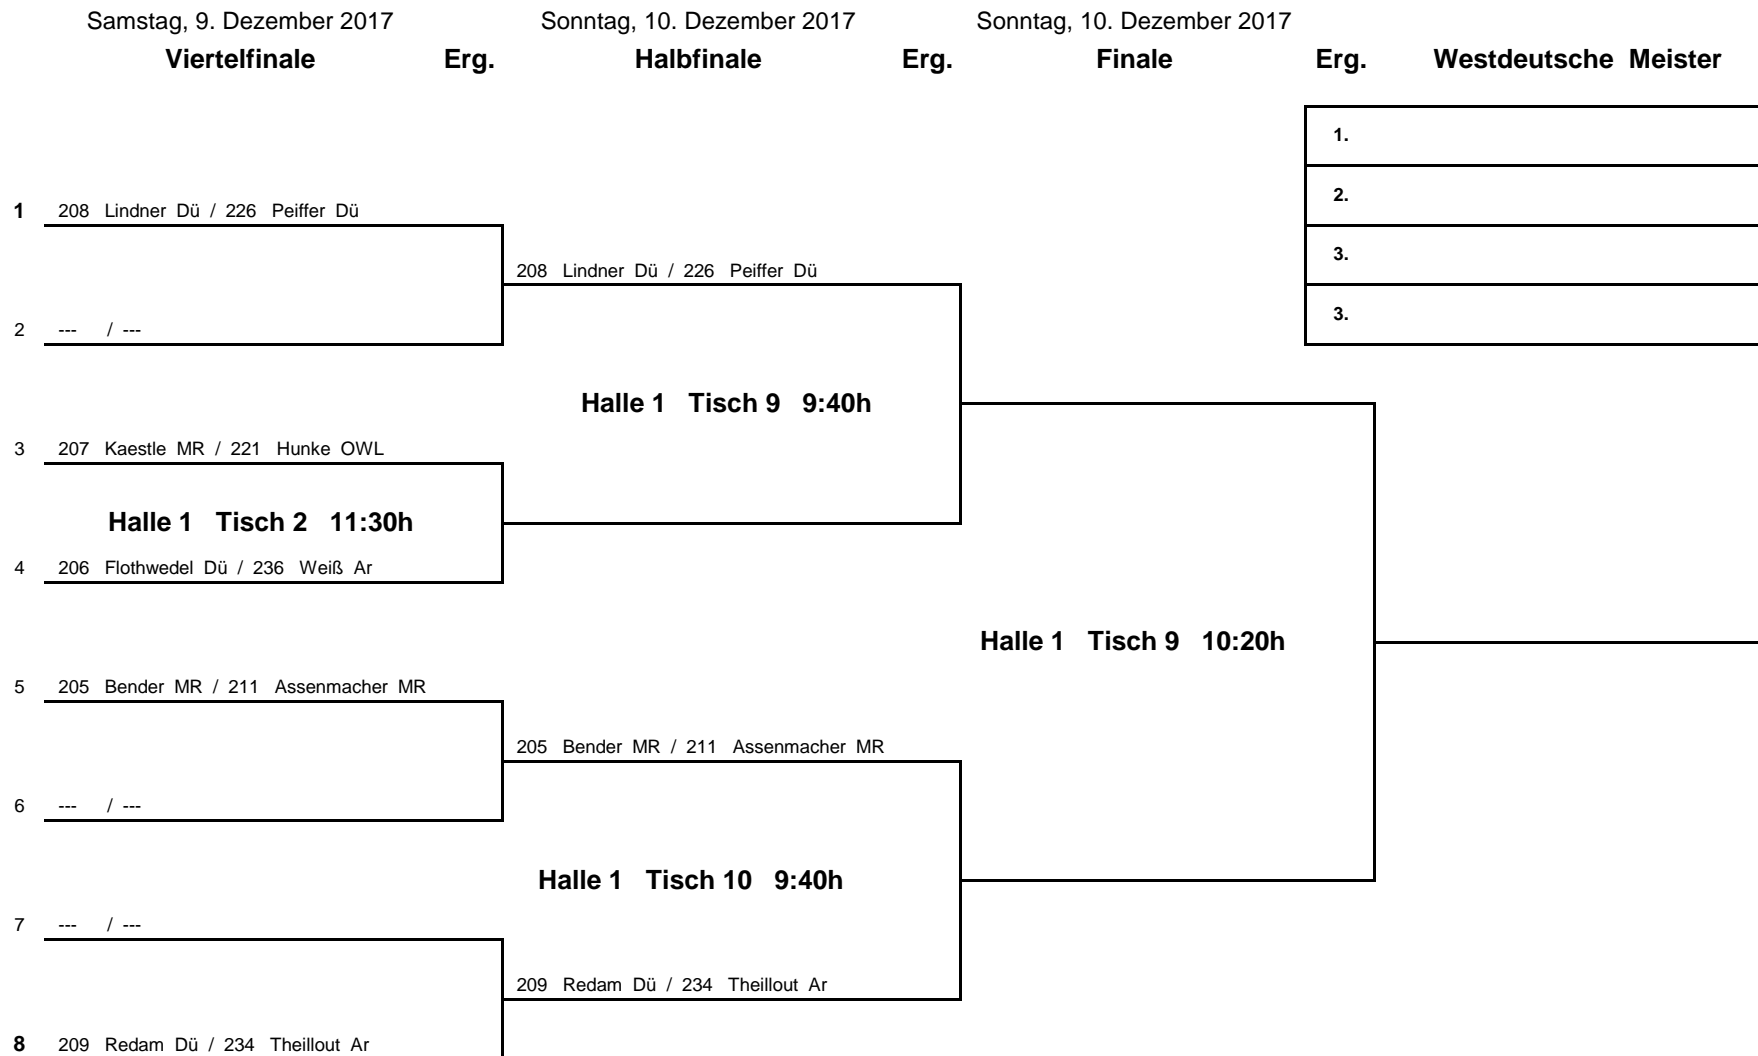 Samstag, 9. Dezember 2017 Sonntag, 10. Dezember 2017 Sonntag, 10. Dezember 2017
Viertelfinale Erg. Halbfinale Erg. Finale Erg. Westdeutsche Meister
1.
2.
1 208 Lindner Dü / 226 Peiffer Dü
3.
208 Lindner Dü / 226 Peiffer Dü
3.
2 --- / ---
Halle 1 Tisch 9 9:40h
3 207 Kaestle MR / 221 Hunke OWL
Halle 1 Tisch 2 11:30h
4 206 Flothwedel Dü / 236 Weiß Ar
Halle 1 Tisch 9 10:20h
5 205 Bender MR / 211 Assenmacher MR
205 Bender MR / 211 Assenmacher MR
6 --- / ---
Halle 1 Tisch 10 9:40h
7 --- / ---
209 Redam Dü / 234 Theillout Ar
8 209 Redam Dü / 234 Theillout Ar